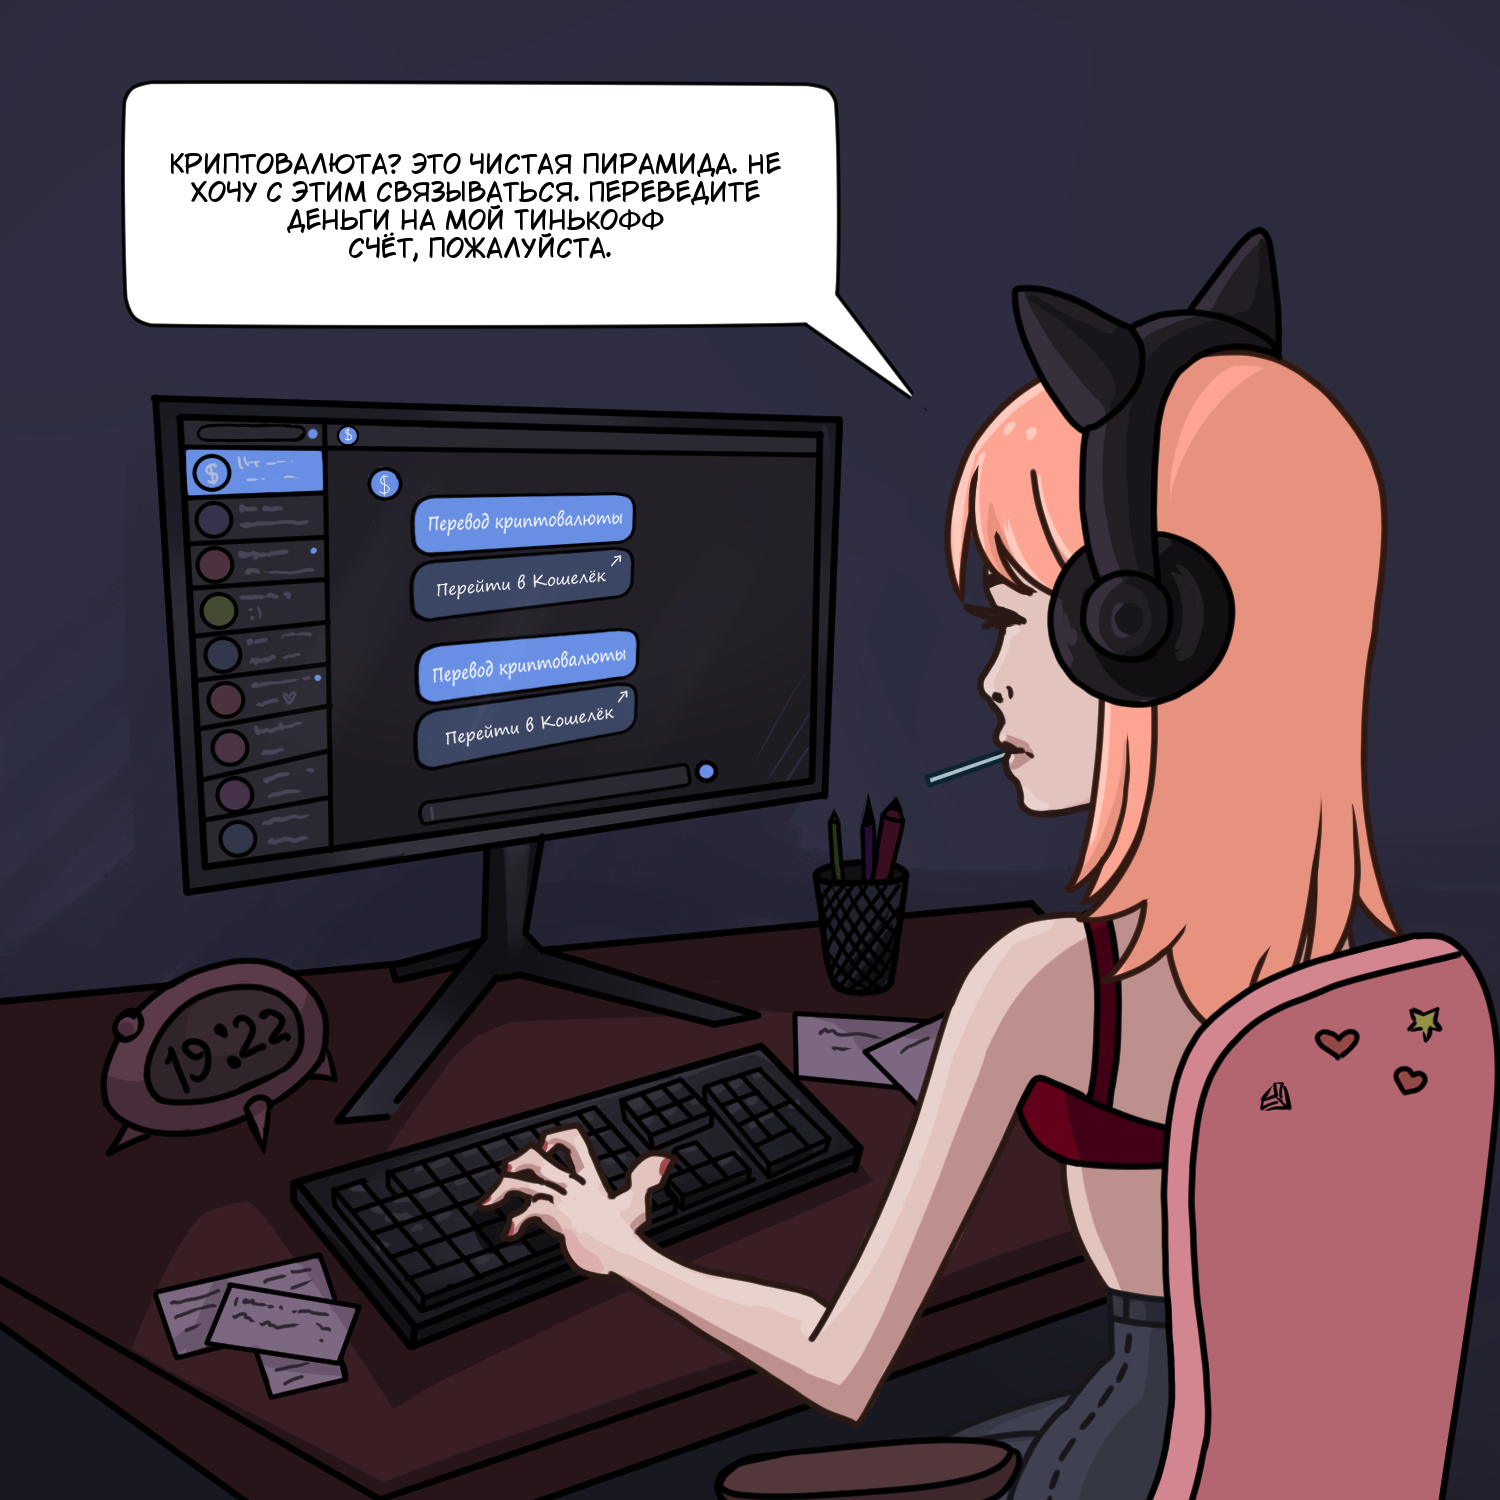 КРИПТОВАЛЮТА? ЭТО ЧИСТАЯ ПИРАМИДА. НЕ
ХОЧУ С ЭТИМ СВЯЗЫВАТЬСЯ. ПЕРЕВЕДИТЕ
ДЕНЬГИ НА МОЙ ТИНЬКОФФ
СЧЁТ, ПОЖАЛУЙСТА.
$
$
$
Перевод криптовалюты
Перейти в Кошелёк
:)
Перевод криптовалюты
Перейти в Кошелёк
19:22